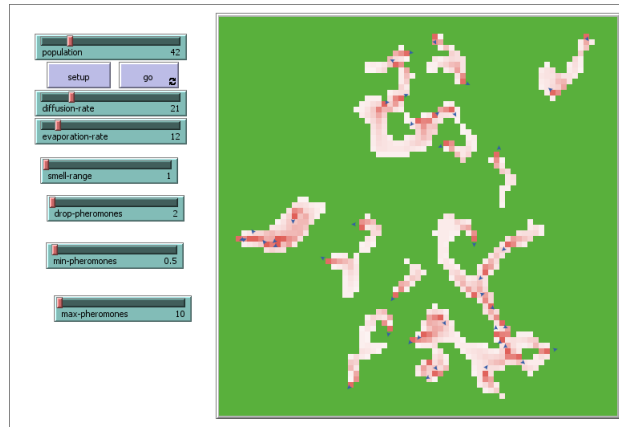 population 42
setup go
diffusion-rate 21
evaporation-rate 12
smell-range 1
drop-pheromones 2
min-pheromones 0.5
max-pheromones 10